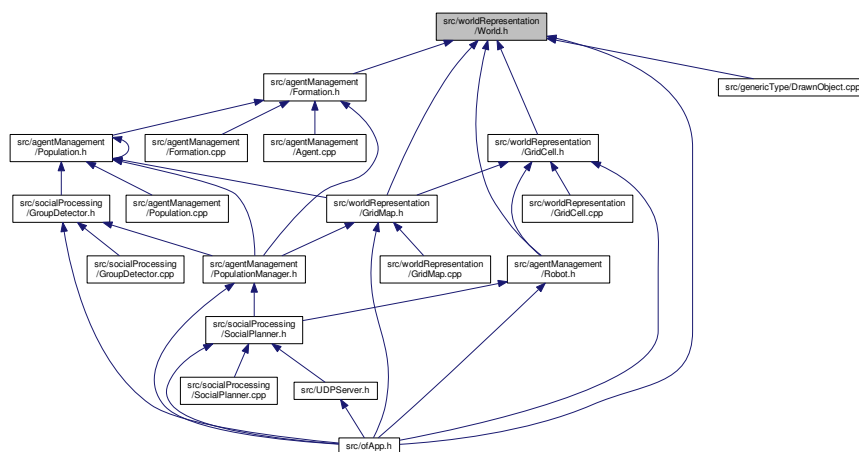 src/worldRepresentation
/World.h
src/agentManagement
/Formation.h
src/genericType/DrawnObject.cpp
src/agentManagement
/Population.h
src/agentManagement
/Formation.cpp
src/agentManagement
/Agent.cpp
src/worldRepresentation
/GridCell.h
src/socialProcessing
/GroupDetector.h
src/agentManagement
/Population.cpp
src/worldRepresentation
/GridMap.h
src/worldRepresentation
/GridCell.cpp
src/socialProcessing
/GroupDetector.cpp
src/agentManagement
/PopulationManager.h
src/worldRepresentation
/GridMap.cpp
src/agentManagement
/Robot.h
src/socialProcessing
/SocialPlanner.h
src/socialProcessing
/SocialPlanner.cpp
src/UDPServer.h
src/ofApp.h